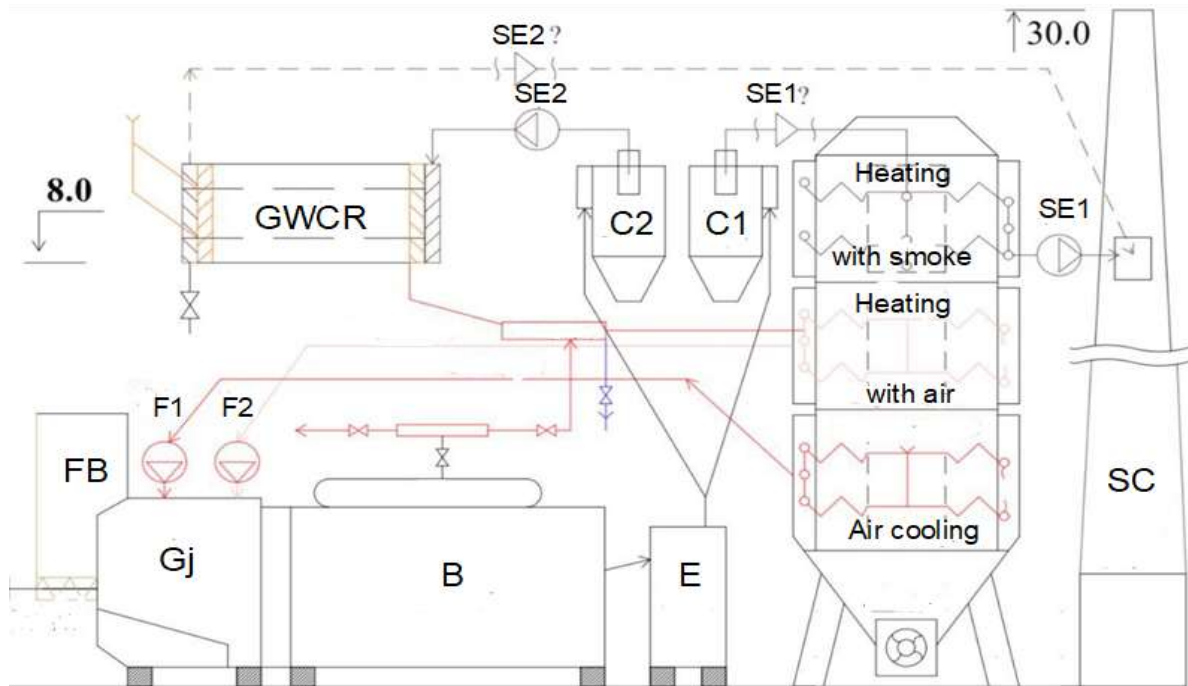 SE2?
30.0
SE2
SE1?
Heating
8.0
GWCR
C2
C1
SE1
with smoke
Heating
F1
F2
with air
FB
SC
Air cooling
Gj
B
E